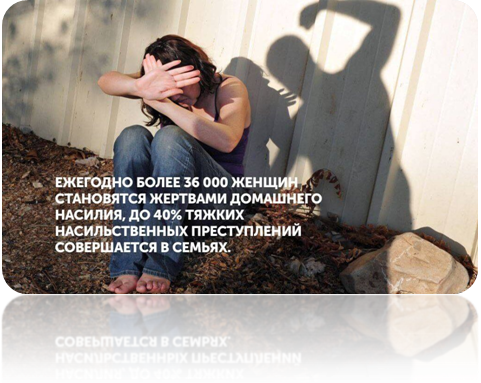 ЕЖЕГОДНО БОЛЕЕ 36 000 ЖЕНЩИН
СТАНОВЯТСЯ ЖЕРТВАМИ ДОМАШНЕГО
НАСИЛИЯ, ДО 40% ТЯЖКИХ
НАСИЛЬСТВЕННЫХ ПРЕСТУПЛЕНИЙ
СОВЕРШАЕТСЯ В СЕМЬЯХ.